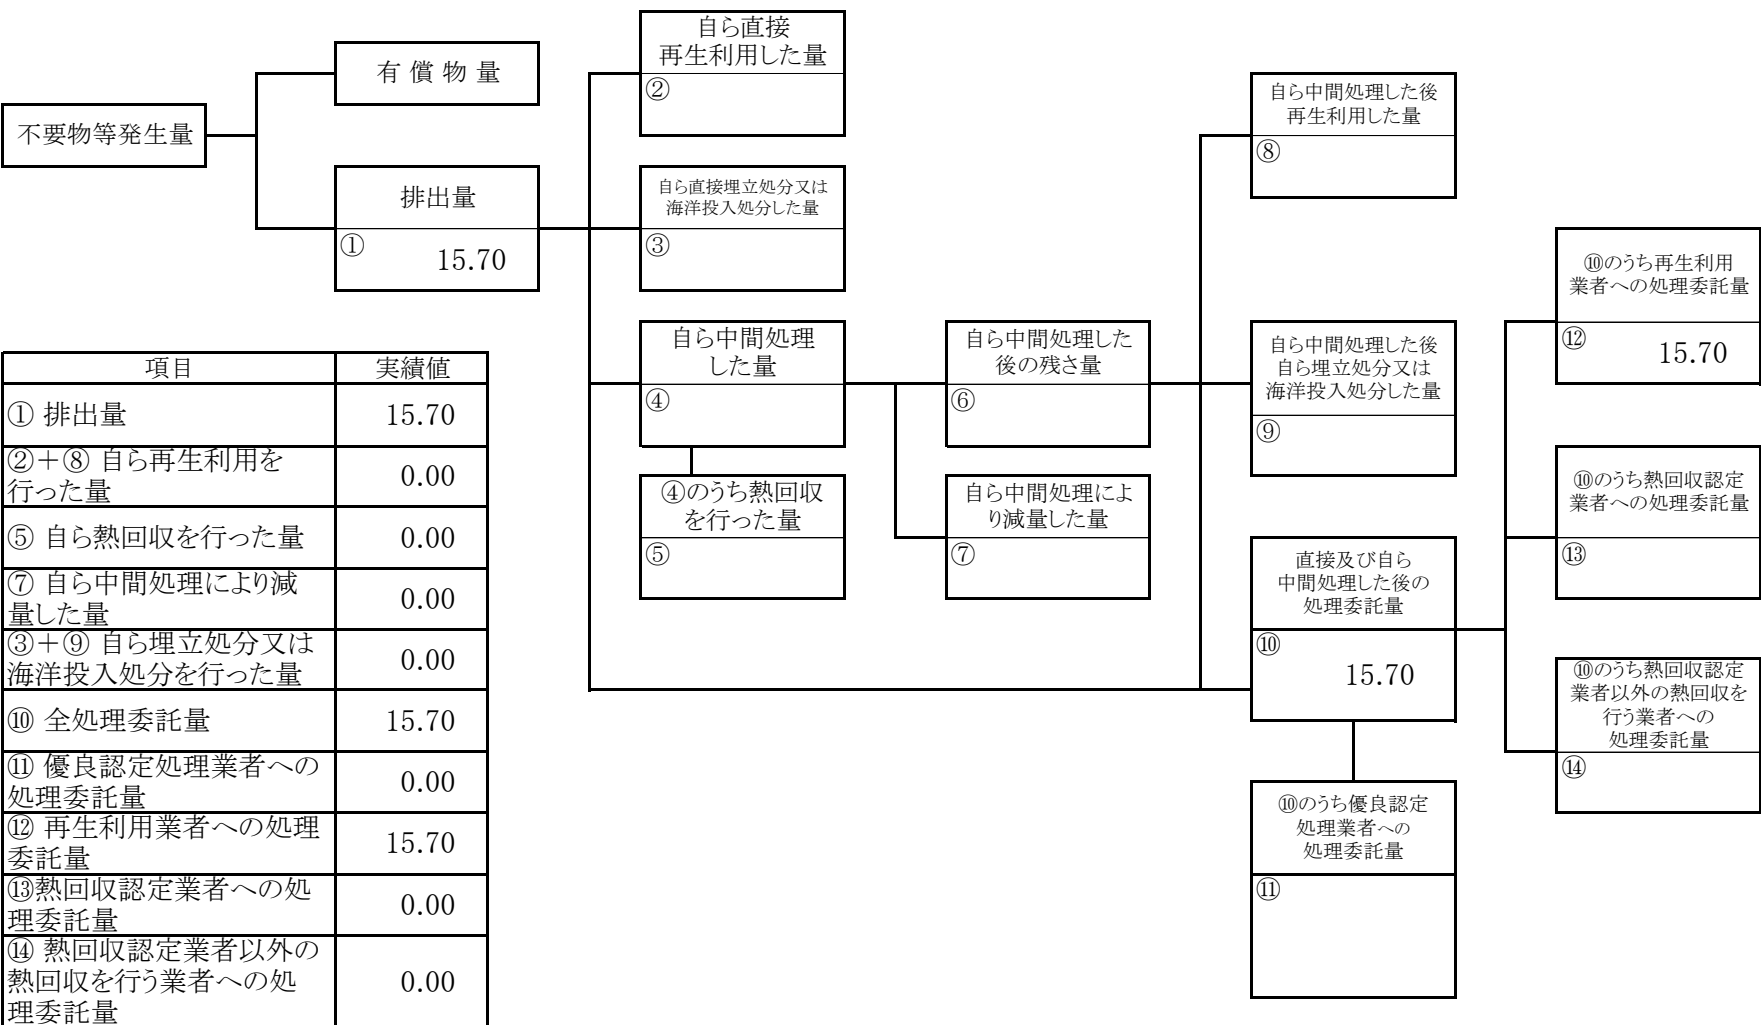 不要物等発生量
有償物量
排出量
①
15.70
自ら直接
再生利用した量
②
自ら直接埋立処分又は
海洋投入処分した量
③
自ら中間処理
した量
④
④のうち熱回収
を行った量
⑤
自ら中間処理した
後の残さ量
⑥
自ら中間処理によ
り減量した量
⑦
自ら中間処理した後
再生利用した量
⑧
自ら中間処理した後
自ら埋立処分又は
海洋投入処分した量
⑨
直接及び自ら
中間処理した後の
処理委託量
⑩
15.70
⑩のうち優良認定
処理業者への
処理委託量
⑪
⑩のうち再生利用
業者への処理委託量
⑫
15.70
⑩のうち熱回収認定
業者への処理委託量
⑬
⑩のうち熱回収認定
業者以外の熱回収を
行う業者への
処理委託量
⑭
項目 実績値
① 排出量 15.70
②＋⑧ 自ら再生利用を
行った量 0.00
⑤ 自ら熱回収を行った量 0.00
⑦ 自ら中間処理により減
量した量 0.00
③＋⑨ 自ら埋立処分又は
海洋投入処分を行った量 0.00
⑩ 全処理委託量 15.70
⑪ 優良認定処理業者への
処理委託量 0.00
⑫ 再生利用業者への処理
委託量 15.70
⑬熱回収認定業者への処
理委託量 0.00
⑭ 熱回収認定業者以外の
熱回収を行う業者への処
理委託量 0.00